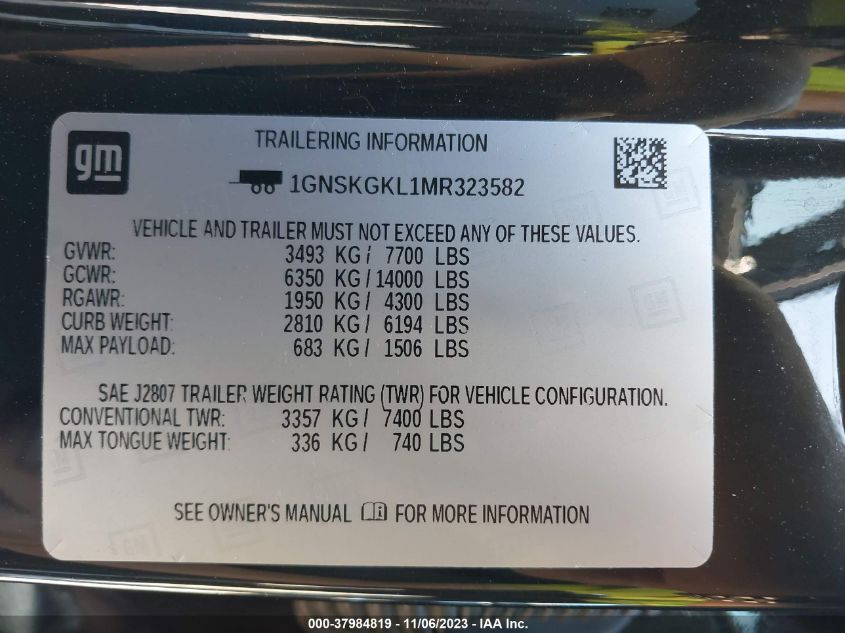 gm
TRAILERING INFORMATION
1GNSKGKL1MR323582
VEHICLE AND TRAILER MUST NOT EXCEED ANY OF THESE VALUES.
GVWR: 3493 KG/ 7700 LBS
GCWR: 6350 KG/14000 LBS
RGAWR: 1950 KG/ 4300 LBS
CURB WEIGHT: 2810 KG/ 6194 LBS
MAX PAYLOAD: 683 KG/ 1506 LBS
SAE J2807 TRAILER WEIGHT RATING (TWR) FOR VEHICLE CONFIGURATION.
CONVENTIONAL TWR: 3357 KG/ 7400 LBS
MAX TONGUE WEIGHT: 336 KG/ 740 LBS
SEE OWNER'S MANUAL FOR MORE INFORMATION
000-37984819 - 11/06/2023 - IAA Inc.